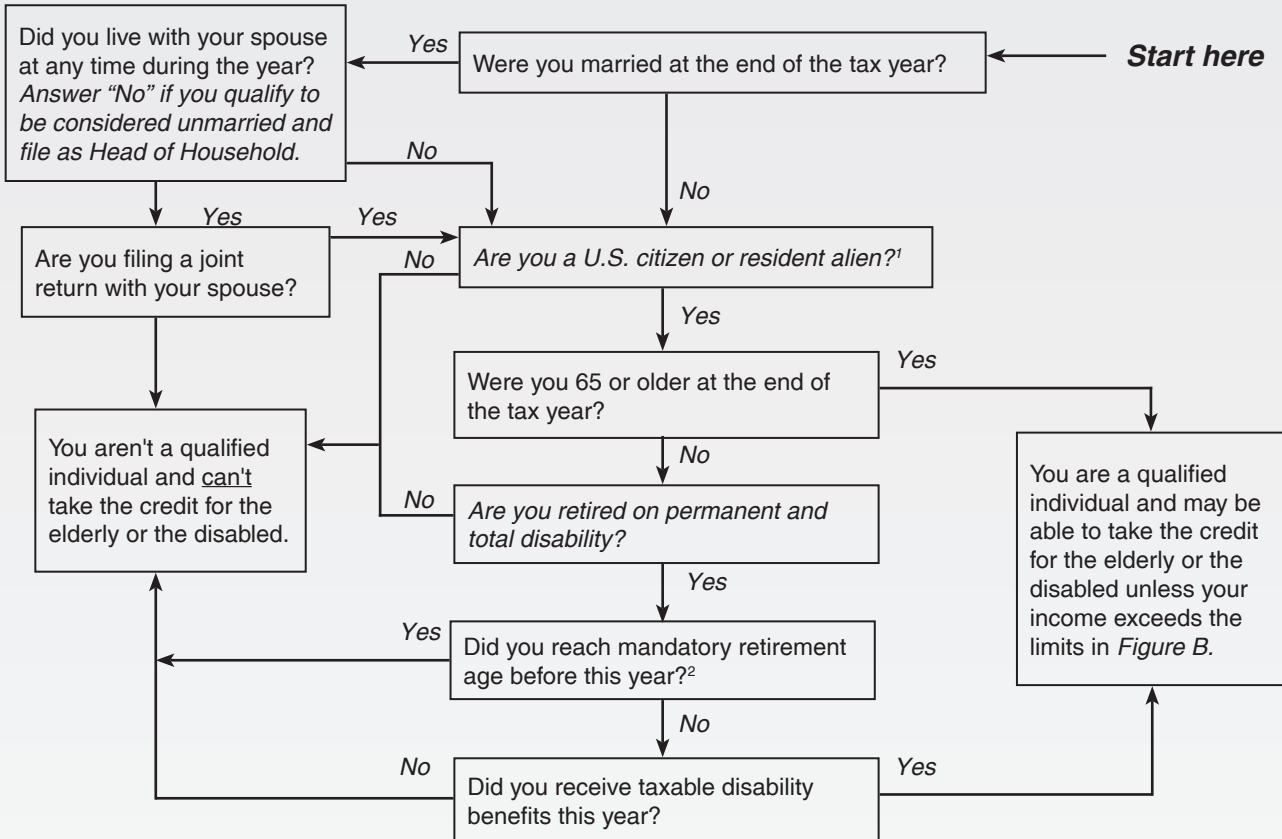 Start here
Were you married at the end of the tax year?
Yes
Did you live with your spouse
at any time during the year?
Answer “No” if you qualify to
be considered unmarried and
file as Head of Household.
No
No
Yes
Yes
Are you filing a joint
return with your spouse?
Are you a U.S. citizen or resident alien?¹
No
Yes
Were you 65 or older at the end of
the tax year?
Yes
No
You aren't a qualified
individual and can't
take the credit for the
elderly or the disabled.
Are you retired on permanent and
total disability?
No
You are a qualified
individual and may be
able to take the credit
for the elderly or the
disabled unless your
income exceeds the
limits in Figure B.
Yes
Did you reach mandatory retirement
age before this year?²
Yes
No
Did you receive taxable disability
benefits this year?
No
Yes